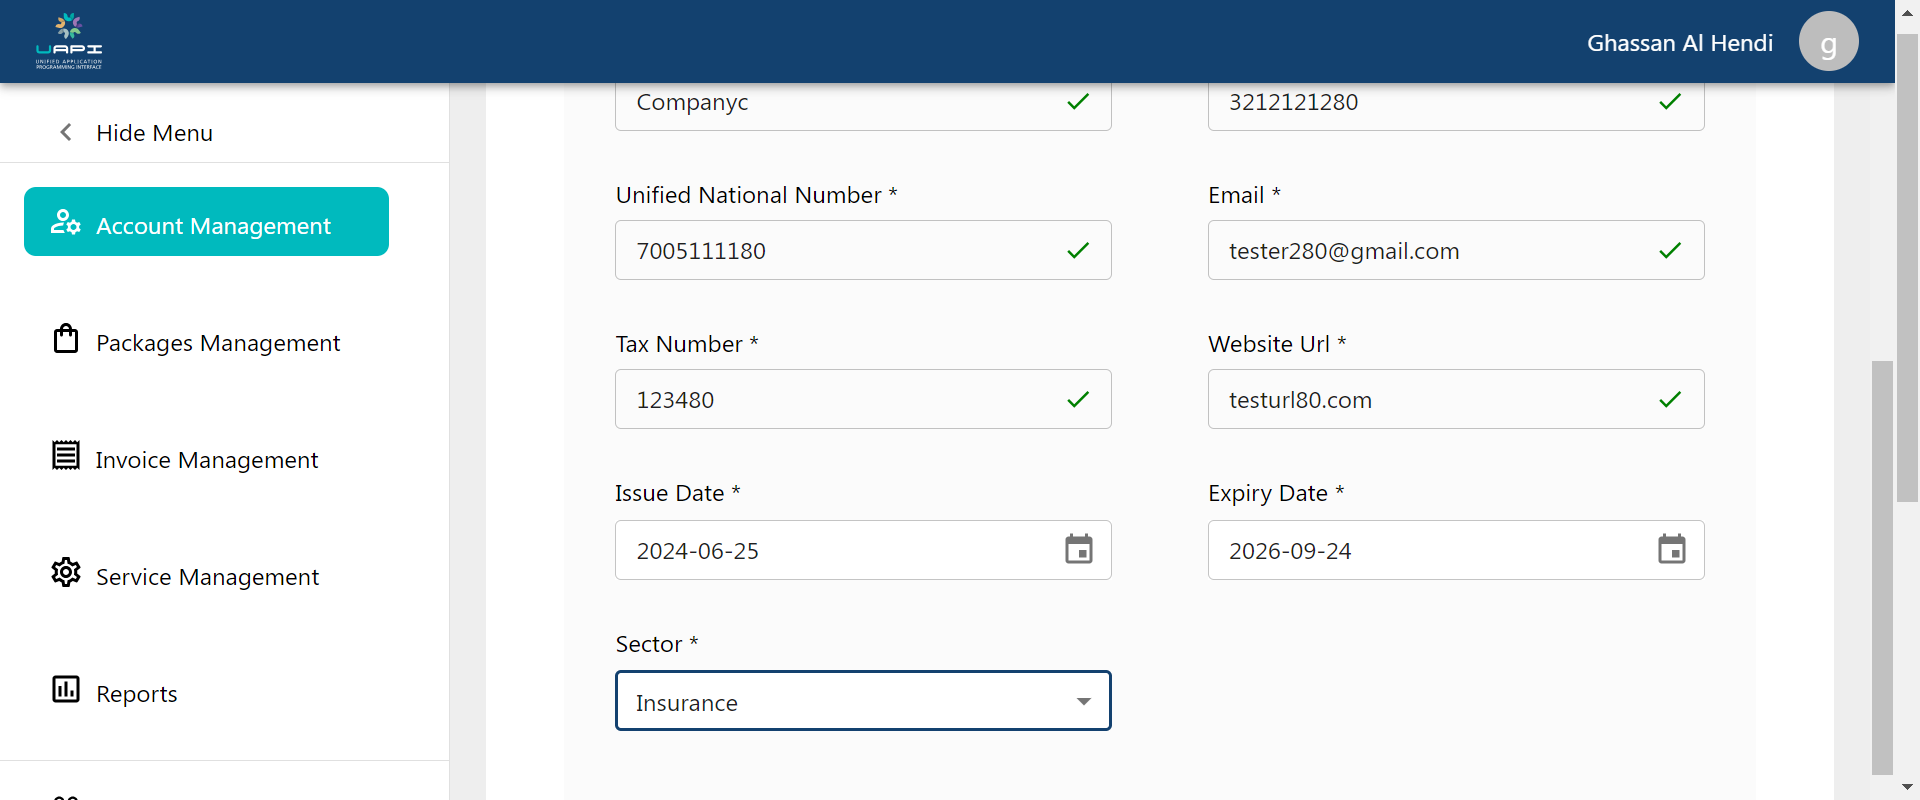 UAPI
UNIFIED APPLICATION
PROGRAMMING INTERFACE
Ghassan Al Hendi
g
Hide Menu
Account Management
Packages Management
Invoice Management
Service Management
Reports
Companyc
3212121280
Unified National Number *
Email *
7005111180
tester280@gmail.com
Tax Number *
Website Url *
123480
testurl80.com
Issue Date *
Expiry Date *
2024-06-25
2026-09-24
Sector *
Insurance